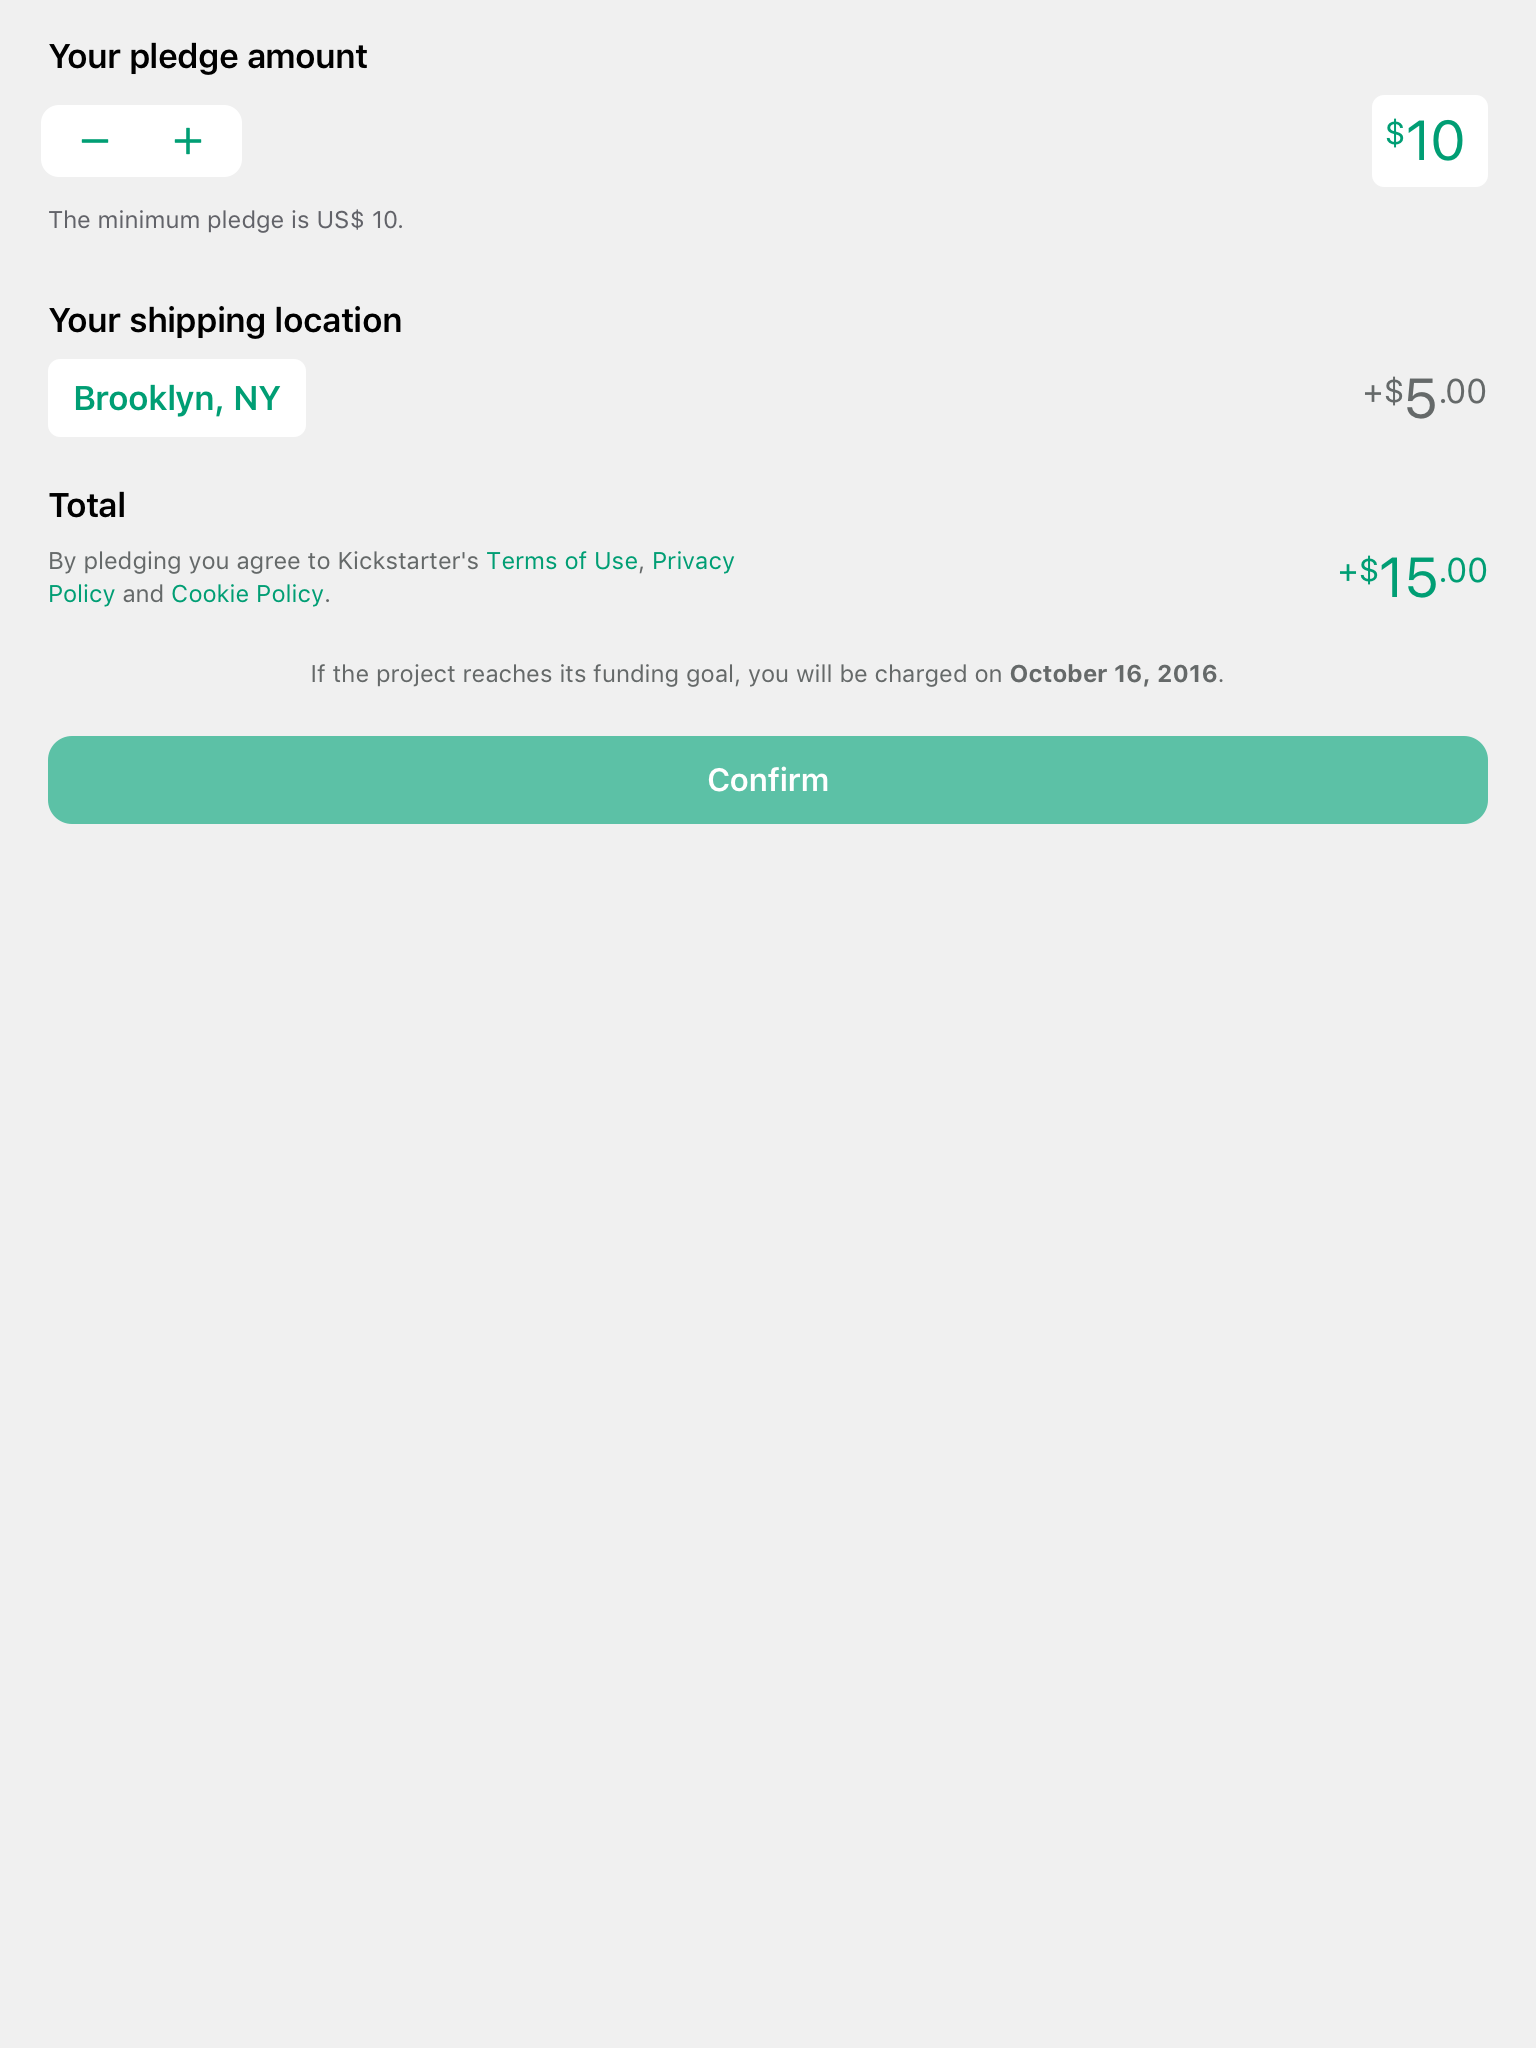 Your pledge amount
− +
$10
The minimum pledge is US$ 10.
Your shipping location
Brooklyn, NY
+$5.00
Total
By pledging you agree to Kickstarter's Terms of Use, Privacy
Policy and Cookie Policy.
+$15.00
If the project reaches its funding goal, you will be charged on October 16, 2016.
Confirm